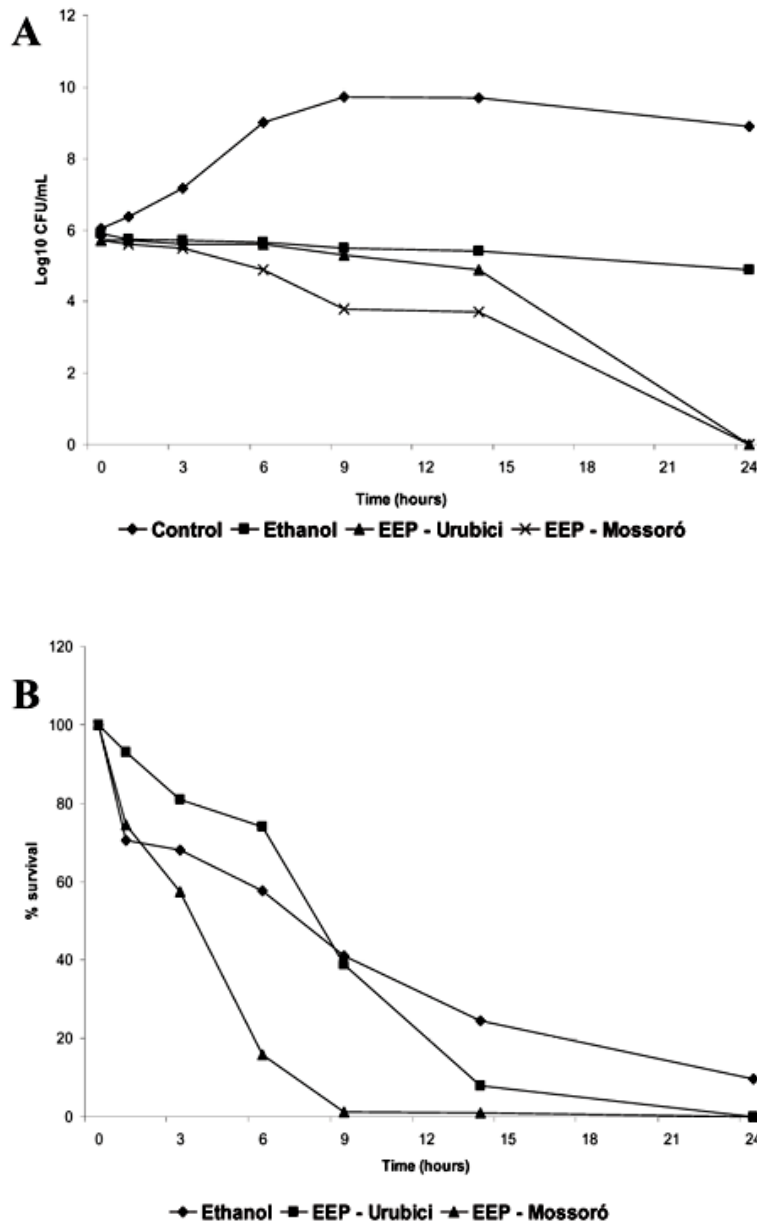 A
12
10
8
6
4
2
0
Log10 CFU/mL
0 3 6 9 12 15 18 21 24
Time (hours)
Control Ethanol EEP - Urubici EEP - Mossoró
B
120
100
80
60
40
20
0
% survival
0 3 6 9 12 15 18 21 24
Time (hours)
Ethanol EEP - Urubici EEP - Mossoró